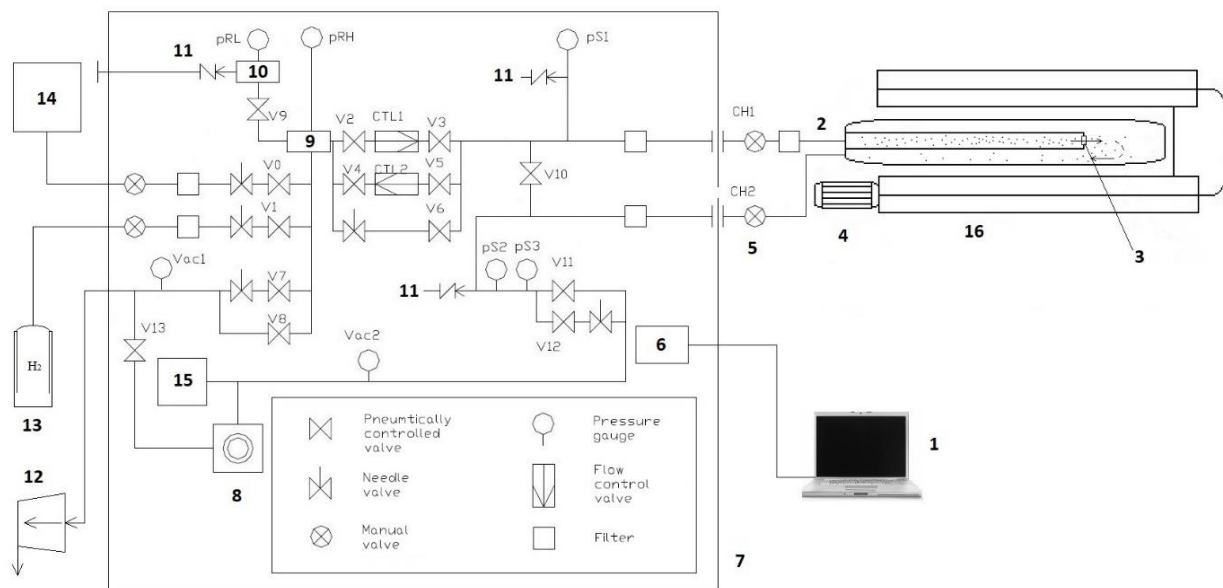 pRL
pRH
pS1
11
11
10
14
V9
CH1
2
9
V2
CTL1
V3
V0
V4
CTL2
V5
V10
V1
V6
CH2
5
4
16
3
Vac1
V7
pS2
pS3
V11
11
V8
V13
V12
6
H2
Vac2
15
13
1
12
8
7
Pneumtically
controlled
valve
Pressure
gauge
Needle
valve
Flow
control
valve
Manual
valve
Filter